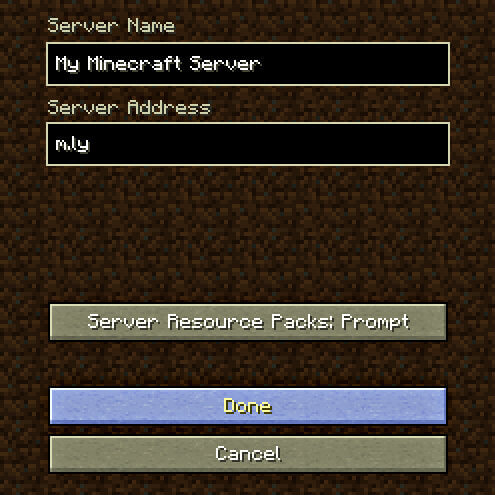 Server Name
My Minecraft Server
Server Address
m.ly
Server Resource Packs: Prompt
Done
Cancel